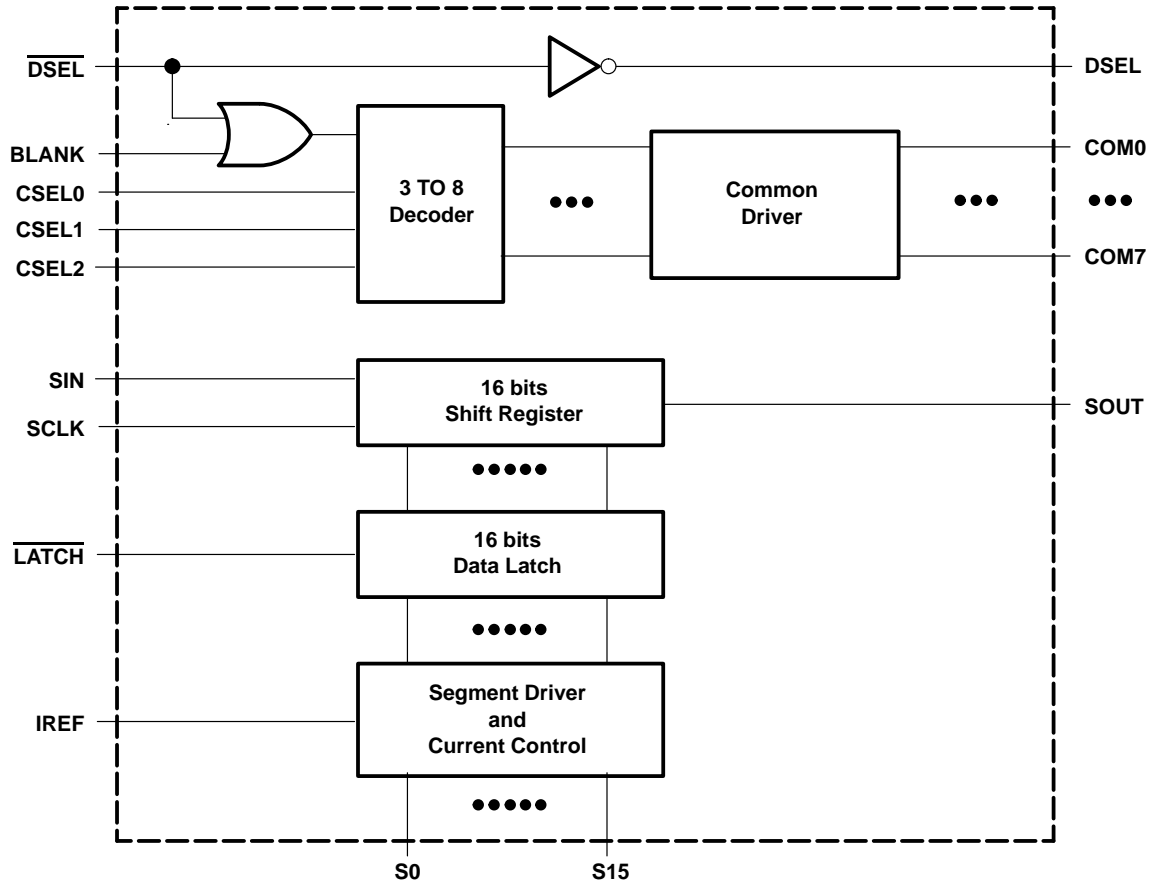 DSEL
DSEL
BLANK
COM0
CSEL0
3 TO 8
Decoder
Common
Driver
CSEL1
CSEL2
COM7
SIN
16 bits
Shift Register
SOUT
SCLK
LATCH
16 bits
Data Latch
IREF
Segment Driver
and
Current Control
S0
S15